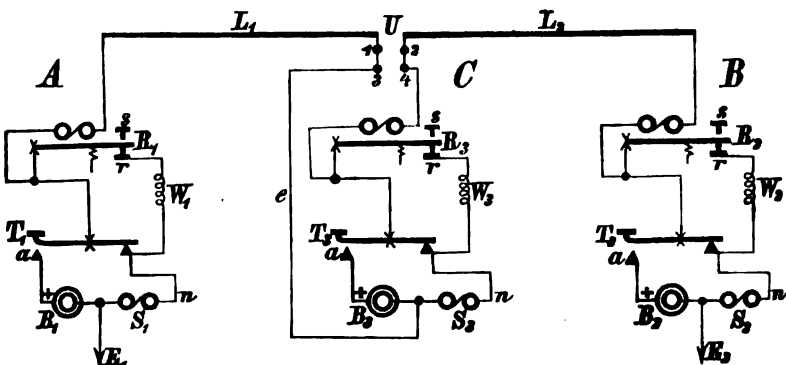 L₁ U L₂
1 2
A 3 4 C B
s s s
R₁ R₃ R₂
r r r
W₁ e W₃ W₂
T₁ T₃ T₂
a a a
+ n + n + n
B₁ S₁ B₃ S₃ B₂ S₂
E₁ E₂